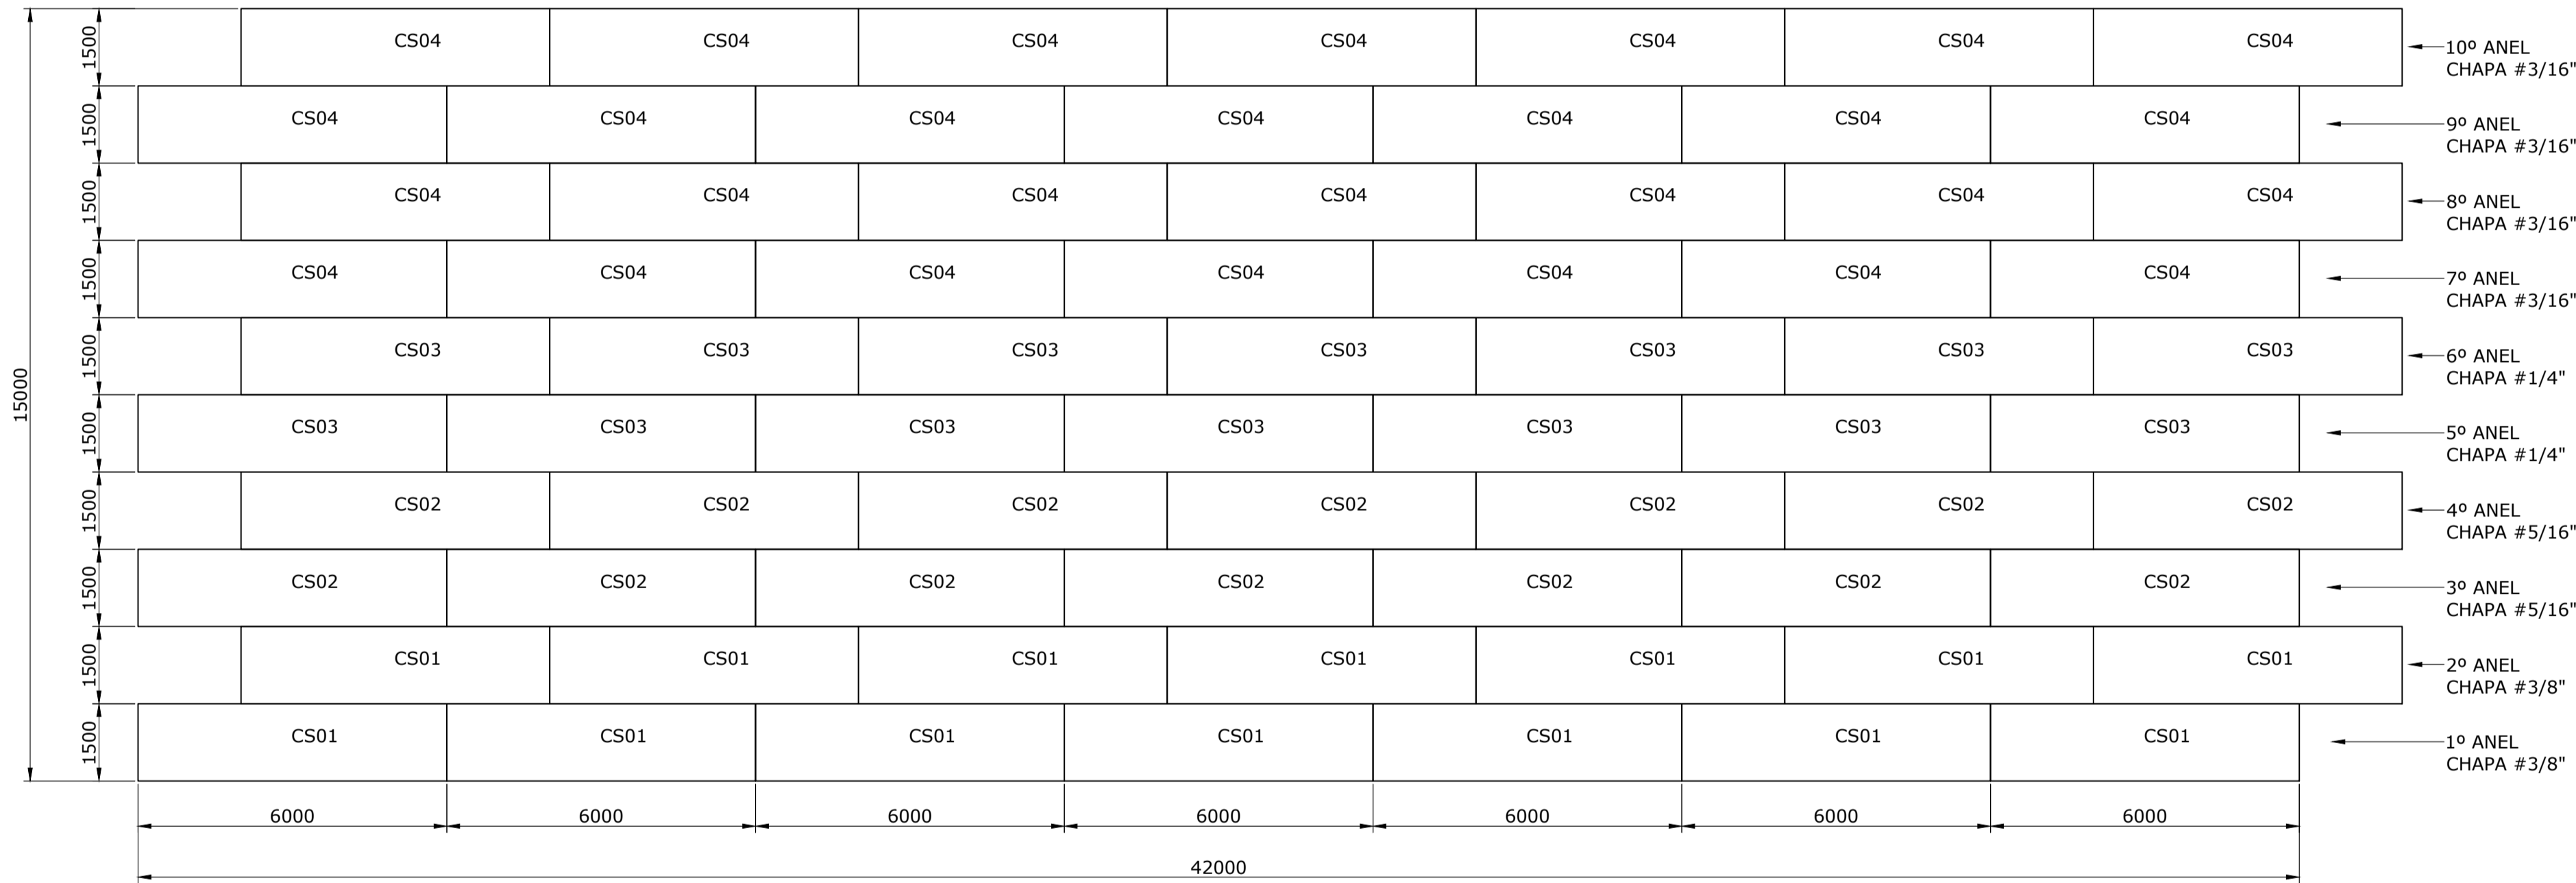 1500
CS04 CS04 CS04 CS04 CS04 CS04 CS04
10º ANEL
CHAPA #3/16"
1500
CS04 CS04 CS04 CS04 CS04 CS04 CS04
9º ANEL
CHAPA #3/16"
1500
CS04 CS04 CS04 CS04 CS04 CS04 CS04
8º ANEL
CHAPA #3/16"
1500
CS04 CS04 CS04 CS04 CS04 CS04 CS04
7º ANEL
CHAPA #3/16"
15000
1500
CS03 CS03 CS03 CS03 CS03 CS03 CS03
6º ANEL
CHAPA #1/4"
1500
CS03 CS03 CS03 CS03 CS03 CS03 CS03
5º ANEL
CHAPA #1/4"
1500
CS02 CS02 CS02 CS02 CS02 CS02 CS02
4º ANEL
CHAPA #5/16"
1500
CS02 CS02 CS02 CS02 CS02 CS02 CS02
3º ANEL
CHAPA #5/16"
1500
CS01 CS01 CS01 CS01 CS01 CS01 CS01
2º ANEL
CHAPA #3/8"
1500
CS01 CS01 CS01 CS01 CS01 CS01 CS01
1º ANEL
CHAPA #3/8"
6000 6000 6000 6000 6000 6000 6000
42000